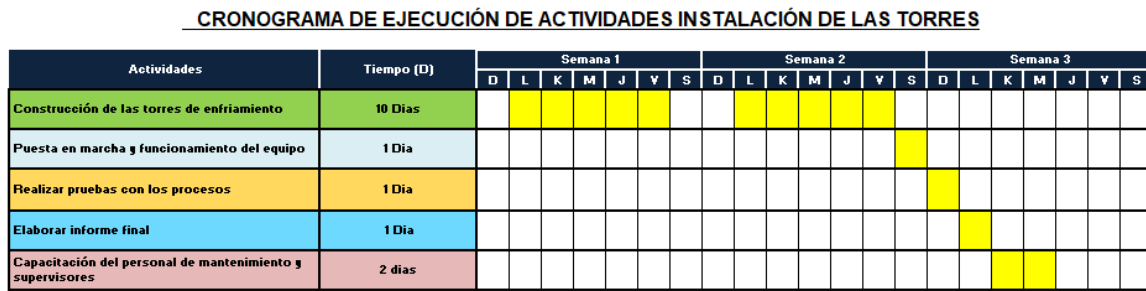 CRONOGRAMA DE EJECUCIÓN DE ACTIVIDADES INSTALACIÓN DE LAS TORRES
Actividades Tiempo (D) Semana 1 Semana 2 Semana 3
D L K M J V S D L K M J V S D L K M J V S
Construcción de las torres de enfriamiento 10 Dias
Puesta en marcha y funcionamiento del equipo 1 Dia
Realizar pruebas con los procesos 1 Dia
Elaborar informe final 1 Dia
Capacitación del personal de mantenimiento y
supervisores 2 dias